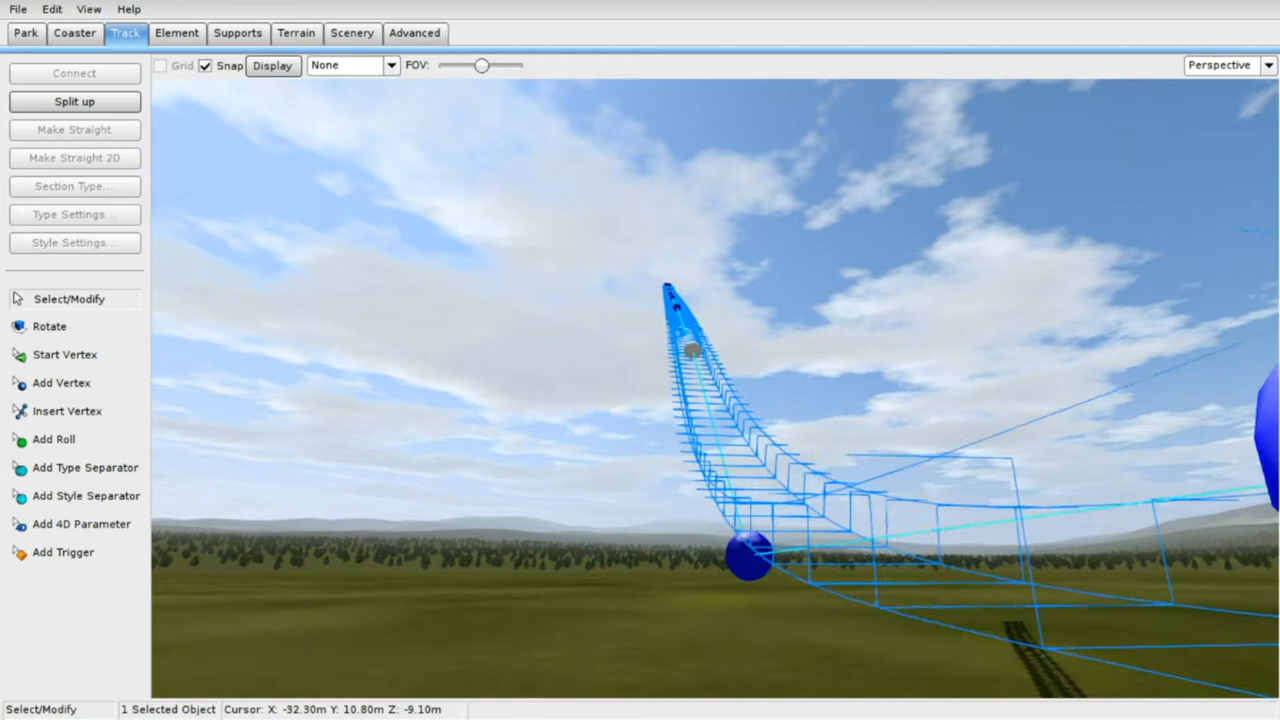 File Edit View Help
Park Coaster Track Element Supports Terrain Scenery Advanced
Grid Snap Display None FOV: Perspective
Connect
Split up
Make Straight
Make Straight 2D
Section Type...
Type Settings...
Style Settings...
Select/Modify
Rotate
Start Vertex
Add Vertex
Insert Vertex
Add Roll
Add Type Separator
Add Style Separator
Add 4D Parameter
Add Trigger
Select/Modify 1 Selected Object Cursor: X: -32.30m Y: 10.80m Z: -9.10m